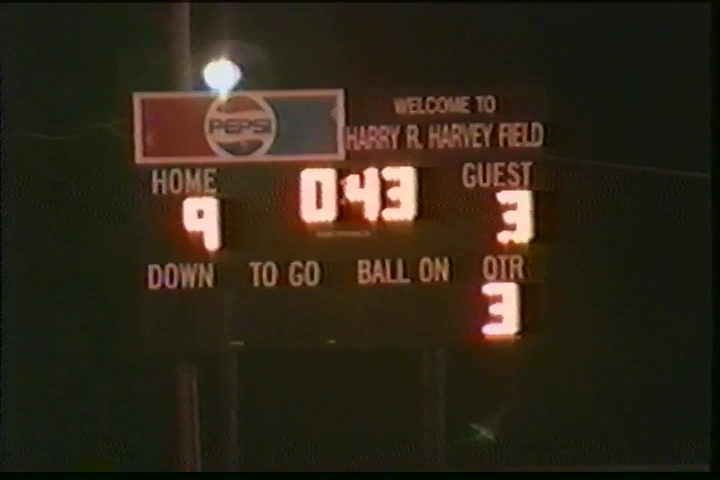 WELCOME TO
PEPSI
HARRY R. HARVEY FIELD
HOME 0:43 GUEST
9 3
DOWN TO GO BALL ON QTR
3